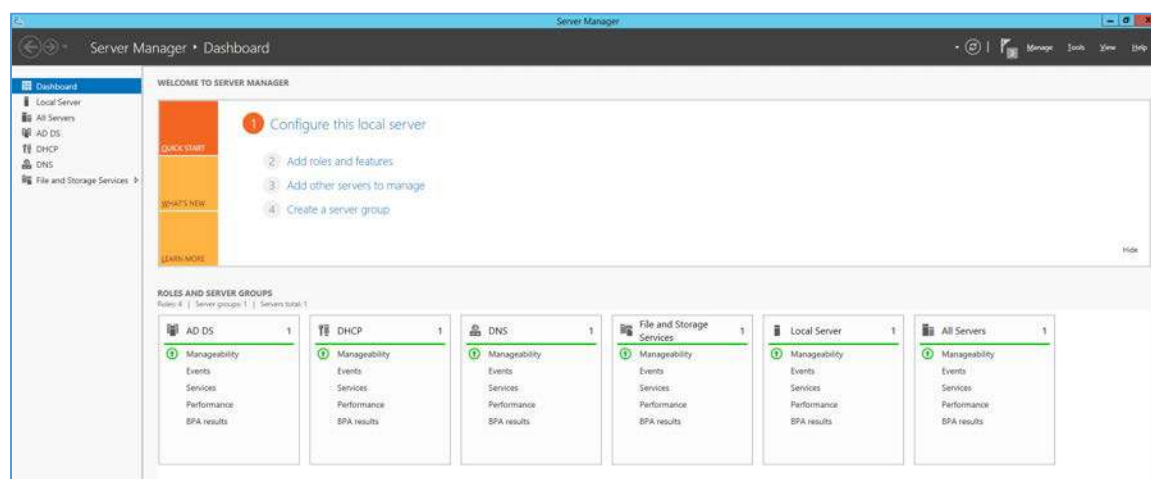 Server Manager
Server Manager • Dashboard
Manage Tools View Help
Dashboard
Local Server
All Servers
AD DS
DHCP
DNS
File and Storage Services
WELCOME TO SERVER MANAGER
QUICK START
WHAT'S NEW
LEARN MORE
1 Configure this local server
2 Add roles and features
3 Add other servers to manage
4 Create a server group
Hide
ROLES AND SERVER GROUPS
Roles: 4 | Server groups: 1 | Servers total: 1
AD DS 1
Manageability
Events
Services
Performance
BPA results
DHCP 1
Manageability
Events
Services
Performance
BPA results
DNS 1
Manageability
Events
Services
Performance
BPA results
File and Storage
Services 1
Manageability
Events
Services
Performance
BPA results
Local Server 1
Manageability
Events
Services
Performance
BPA results
All Servers 1
Manageability
Events
Services
Performance
BPA results